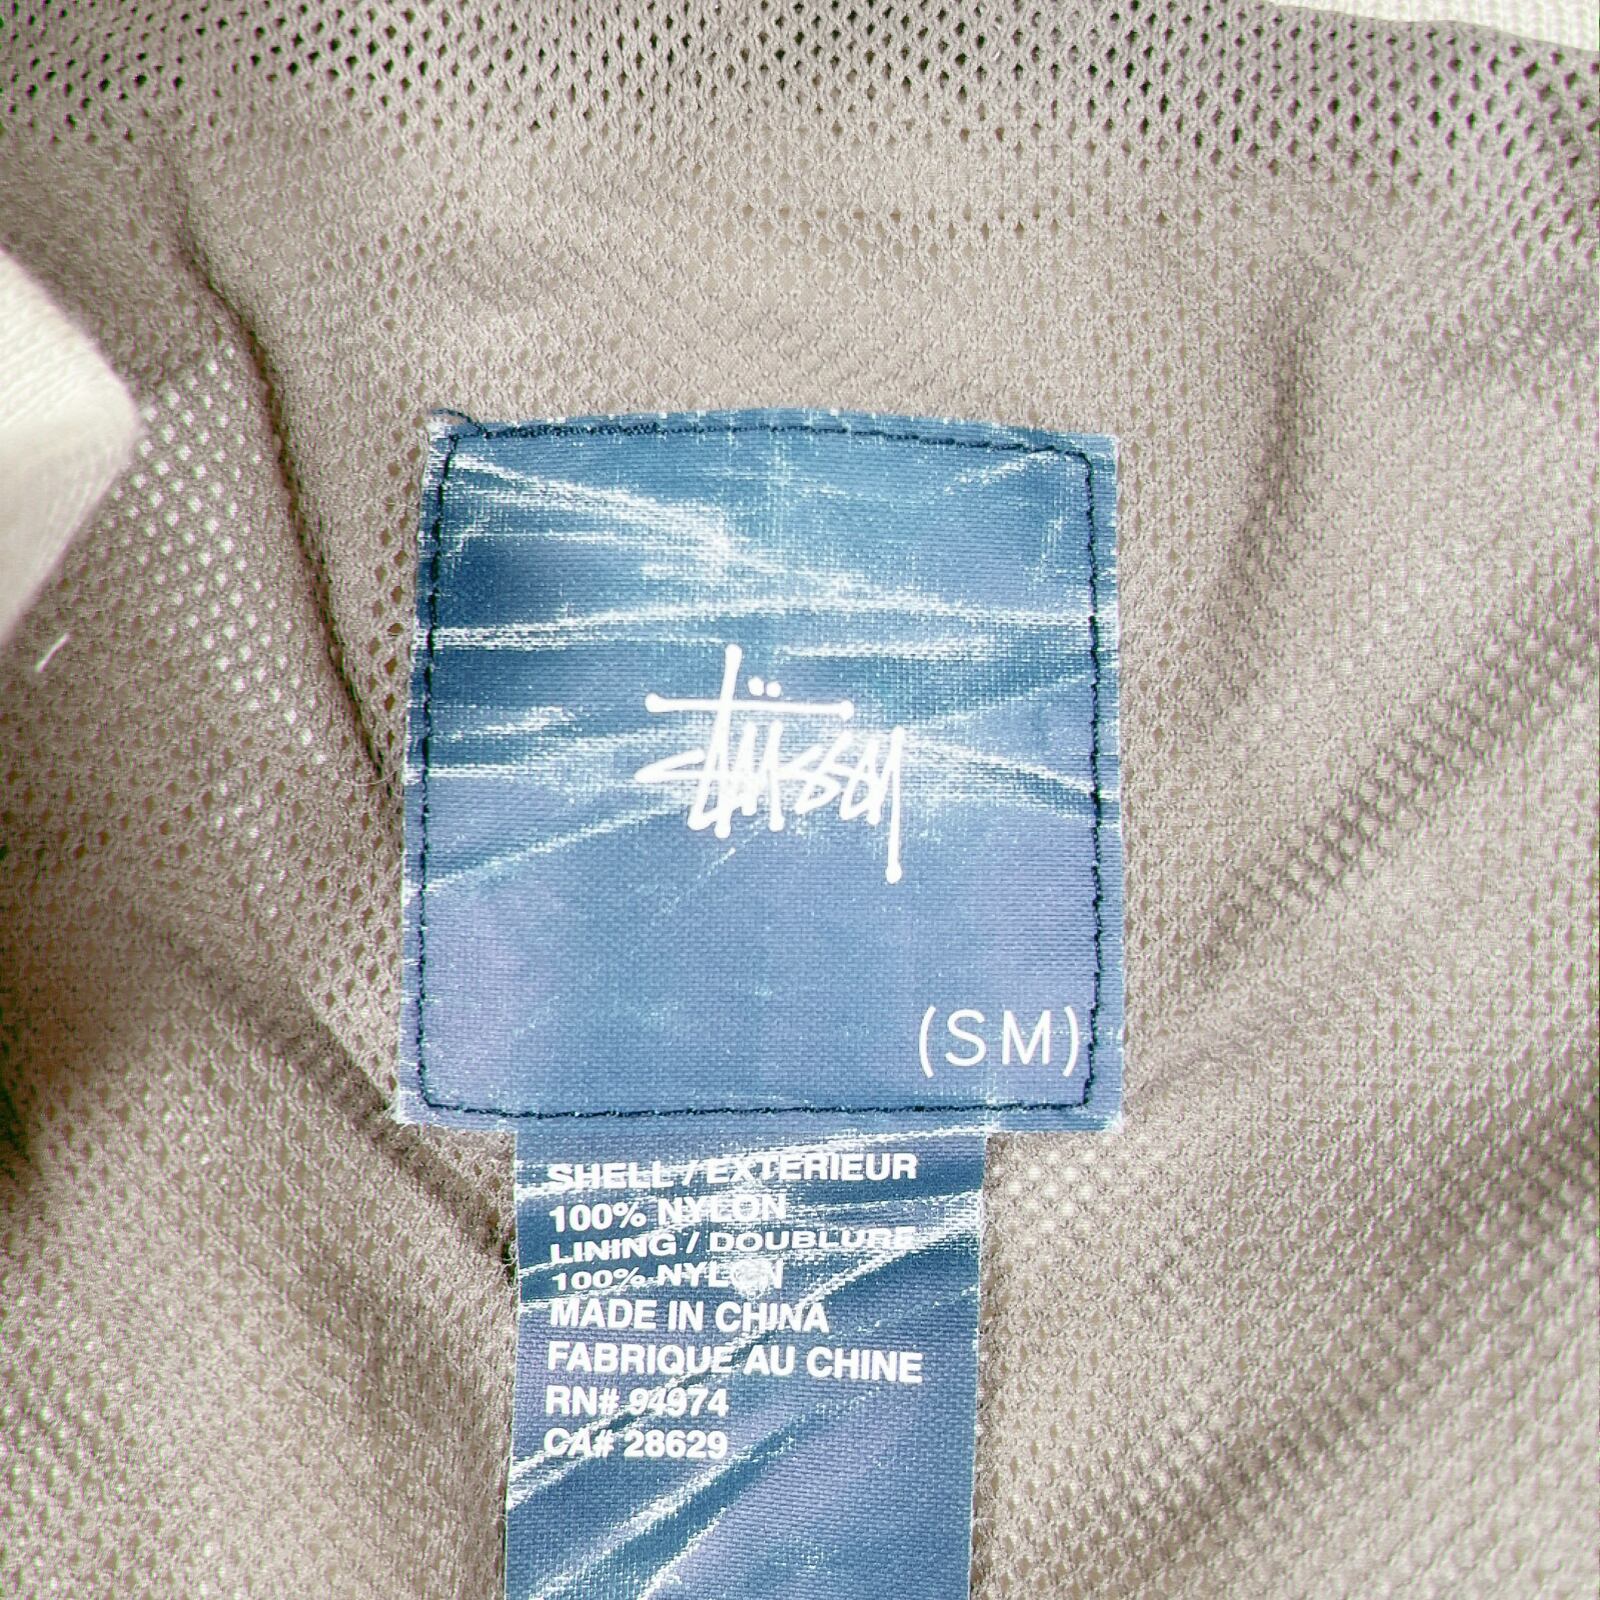 Stüssy
(SM)
SHELL / EXTERIEUR
100% NYLON
LINING / DOUBLURE
100% NYLON
MADE IN CHINA
FABRIQUE AU CHINE
RN# 94974
CA# 28629